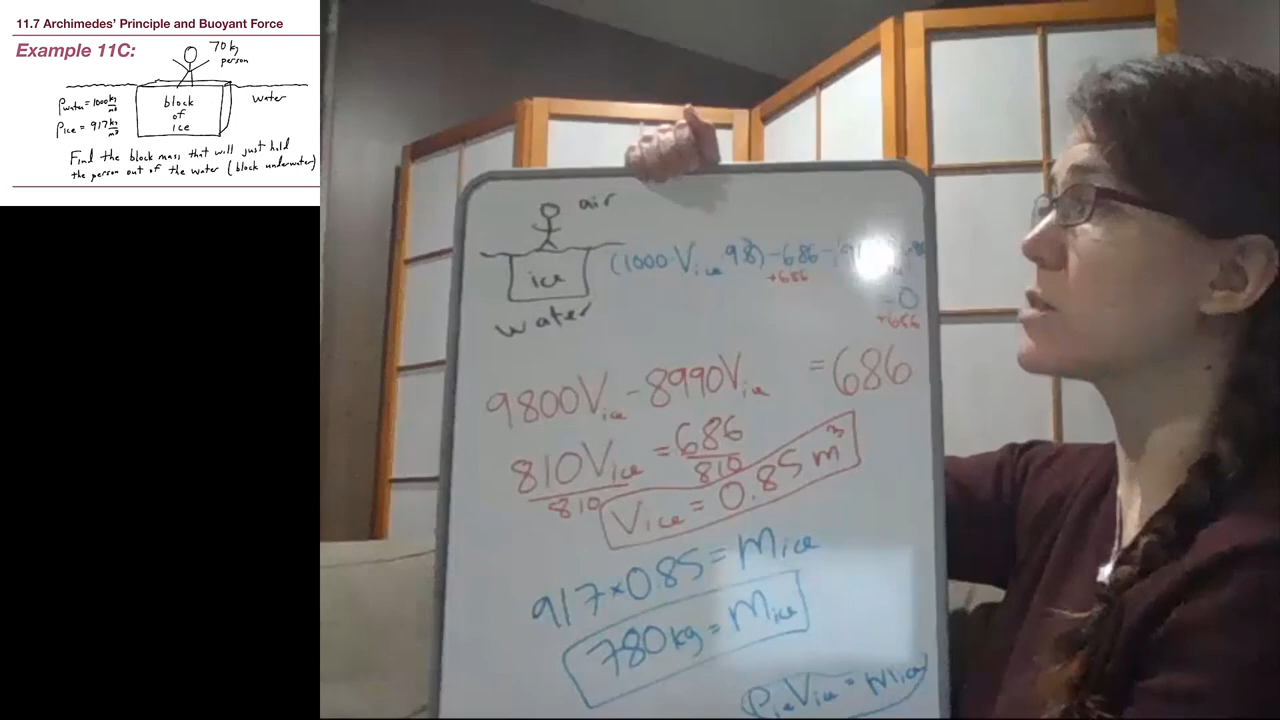 11.7 Archimedes' Principle and Buoyant Force
Example 11C:
70 kg
person
ρwater = 1000 kg/m³
ρice = 917 kg/m³
block
of
ice
water
Find the block mass that will just hold
the person out of the water (block underwater)
air
ice
water
(1000·Vice 9.8) - 686 -
+686
0
9800Vice - 8990Vice = 686
810Vice = 686
810 810
Vice = 0.85 m³
917 × 0.85 = Mice
780kg = Mice
ρiceVice = Mice